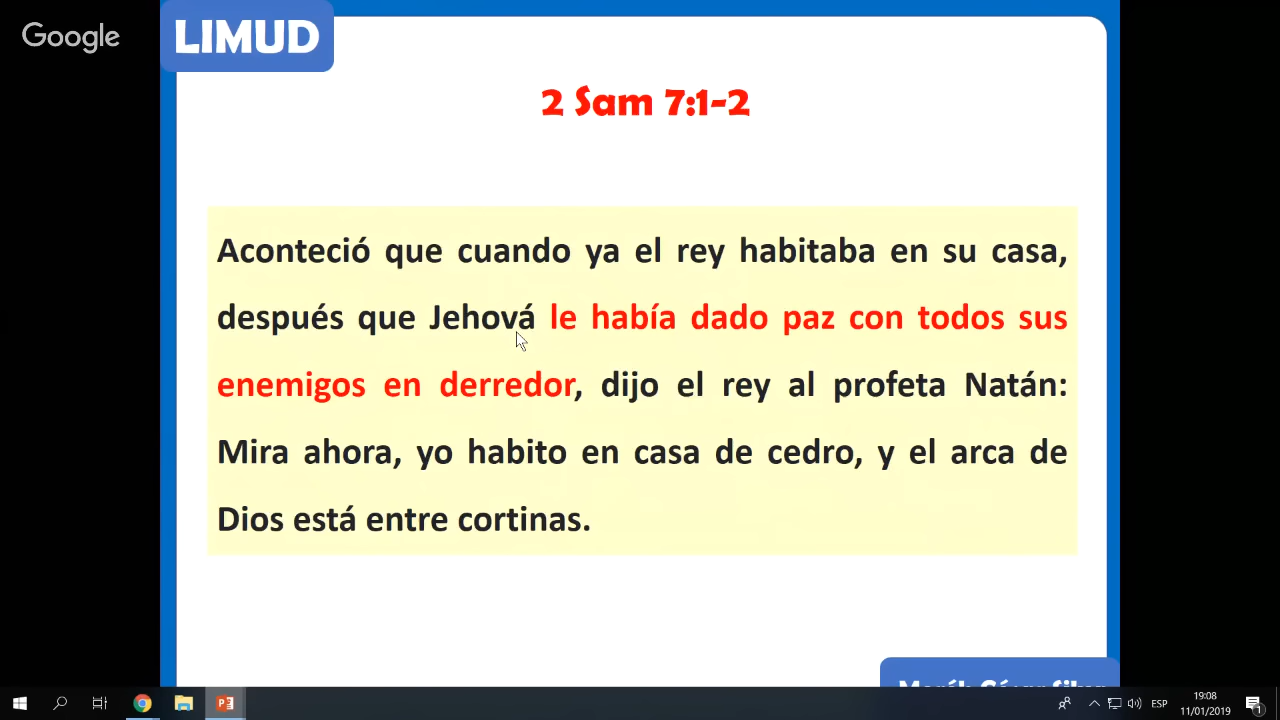 Google
LIMUD
2 Sam 7:1-2
Aconteció que cuando ya el rey habitaba en su casa,
después que Jehová le había dado paz con todos sus
enemigos en derredor, dijo el rey al profeta Natán:
Mira ahora, yo habito en casa de cedro, y el arca de
Dios está entre cortinas.
ESP
19:08
11/01/2019
1